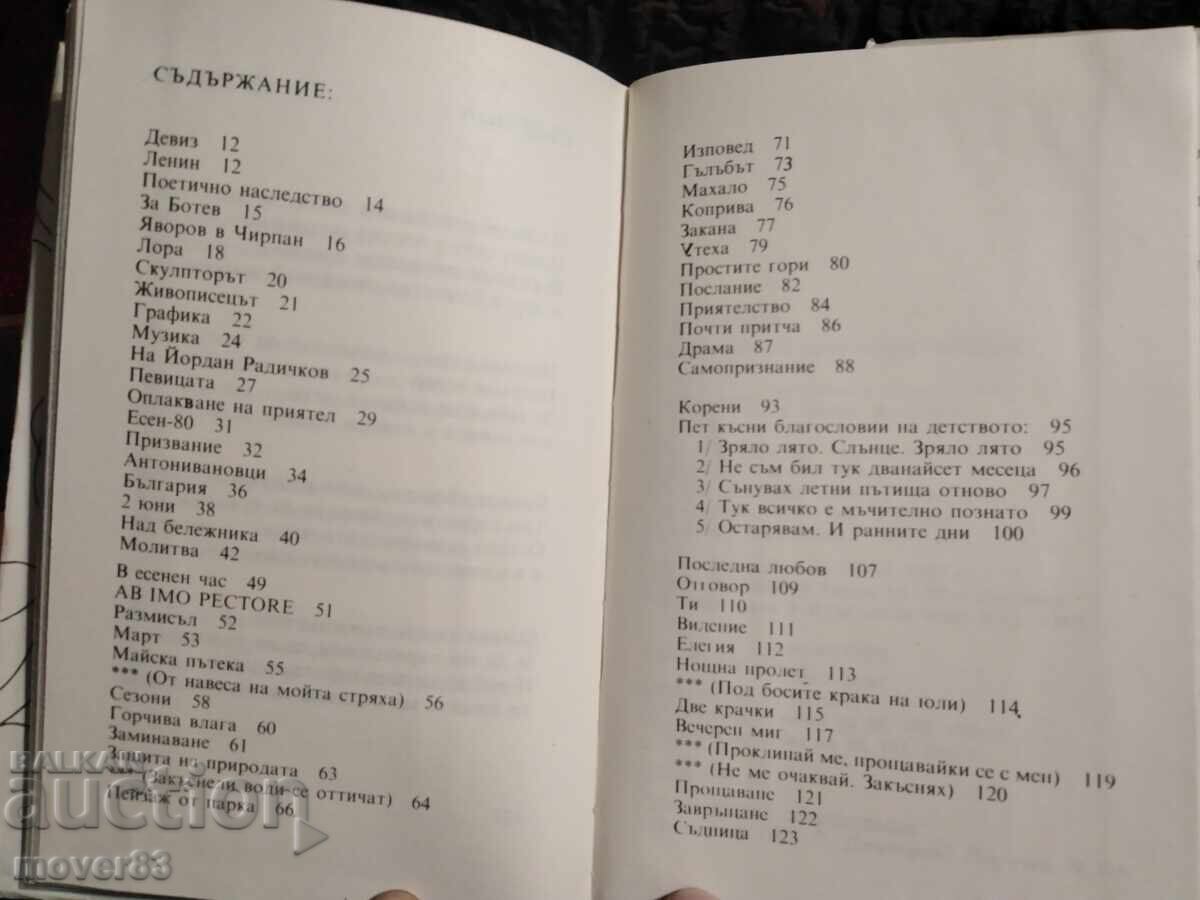 СЪДЪРЖАНИЕ:
Девиз 12
Ленин 12
Поетично наследство 14
За Ботев 15
Яворов в Чирпан 16
Лора 18
Скулпторът 20
Живописецът 21
Графика 22
Музика 24
На Йордан Радичков 25
Певицата 27
Оплакване на приятел 29
Есен-80 31
Призвание 32
Антонивановци 34
България 36
2 юни 38
Над бележника 40
Молитва 42
В есенен час 49
AB IMO PECTORE 51
Размисъл 52
Март 53
Майска пътека 55
*** (От навеса на мойта стряха) 56
Сезони 58
Горчива влага 60
Заминаване 61
Защита на природата 63
*** (Закъснели води се оттичат) 64
Пейзаж от парка 66
Изповед 71
Гълъбът 73
Махало 75
Коприва 76
Закана 77
Утеха 79
Простите гори 80
Послание 82
Приятелство 84
Почти притча 86
Драма 87
Самопризнание 88
Корени 93
Пет късни благословии на детството: 95
1/ Зряло лято. Слънце. Зряло лято 95
2/ Не съм бил тук дванайсет месеца 96
3/ Сънувах летни пътища отново 97
4/ Тук всичко е мъчително познато 99
5/ Остарявам. И ранните дни 100
Последна любов 107
Отговор 109
Ти 110
Видение 111
Елегия 112
Нощна пролет 113
*** (Под босите крака на юли) 114
Две крачки 115
Вечерен миг 117
*** (Проклинай ме, прощавайки се с мен) 119
*** (Не ме очаквай. Закъснях) 120
Прощаване 121
Завръщане 122
Съдница 123
BALKAN
auction
mover83